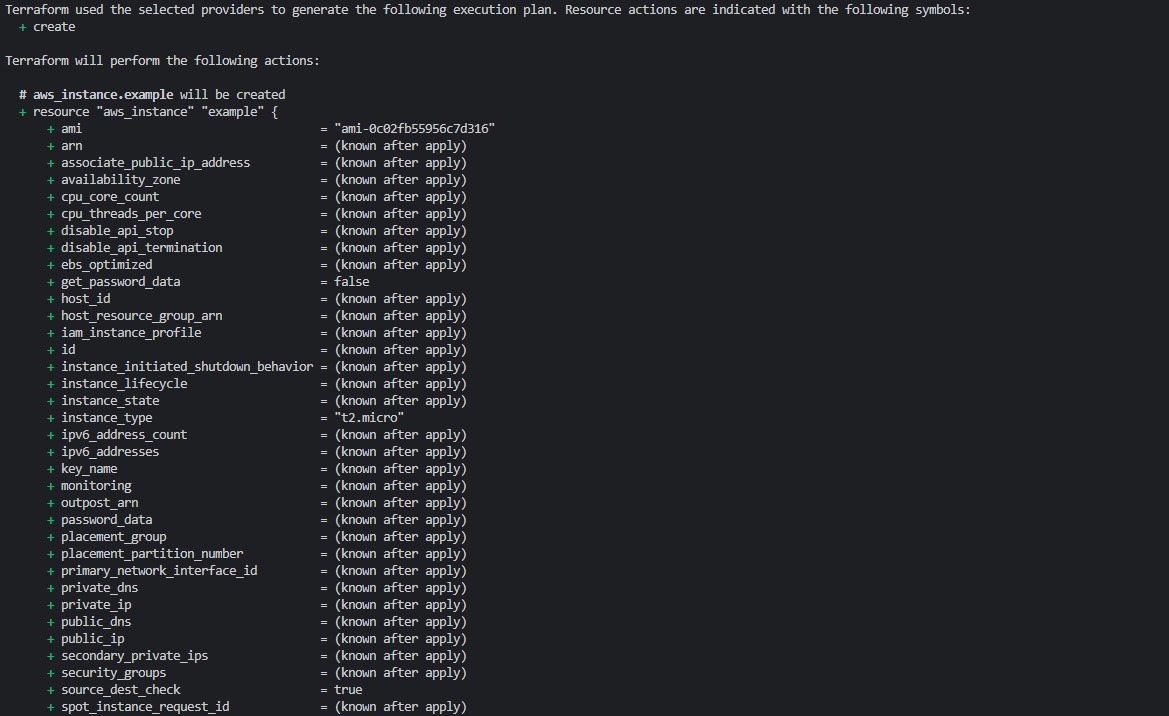 Terraform used the selected providers to generate the following execution plan. Resource actions are indicated with the following symbols:
  + create

Terraform will perform the following actions:

  # aws_instance.example will be created
  + resource "aws_instance" "example" {
      + ami                                  = "ami-0c02fb55956c7d316"
      + arn                                  = (known after apply)
      + associate_public_ip_address          = (known after apply)
      + availability_zone                    = (known after apply)
      + cpu_core_count                       = (known after apply)
      + cpu_threads_per_core                 = (known after apply)
      + disable_api_stop                     = (known after apply)
      + disable_api_termination              = (known after apply)
      + ebs_optimized                        = (known after apply)
      + get_password_data                    = false
      + host_id                              = (known after apply)
      + host_resource_group_arn              = (known after apply)
      + iam_instance_profile                 = (known after apply)
      + id                                   = (known after apply)
      + instance_initiated_shutdown_behavior = (known after apply)
      + instance_lifecycle                   = (known after apply)
      + instance_state                       = (known after apply)
      + instance_type                        = "t2.micro"
      + ipv6_address_count                   = (known after apply)
      + ipv6_addresses                       = (known after apply)
      + key_name                             = (known after apply)
      + monitoring                           = (known after apply)
      + outpost_arn                          = (known after apply)
      + password_data                        = (known after apply)
      + placement_group                      = (known after apply)
      + placement_partition_number           = (known after apply)
      + primary_network_interface_id         = (known after apply)
      + private_dns                          = (known after apply)
      + private_ip                           = (known after apply)
      + public_dns                           = (known after apply)
      + public_ip                            = (known after apply)
      + secondary_private_ips                = (known after apply)
      + security_groups                      = (known after apply)
      + source_dest_check                    = true
      + spot_instance_request_id             = (known after apply)